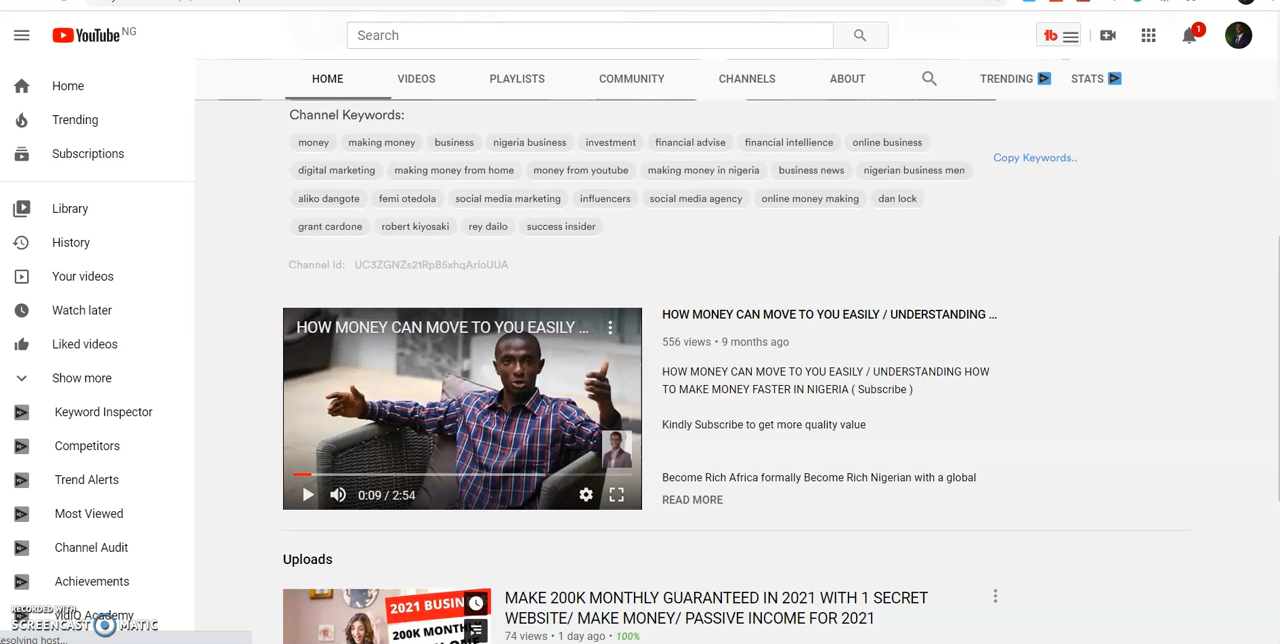 YouTube NG
Search
tb
1
Home
Trending
Subscriptions
Library
History
Your videos
Watch later
Liked videos
Show more
Keyword Inspector
Competitors
Trend Alerts
Most Viewed
Channel Audit
Achievements
vidIQ Academy
RECORDED WITH
SCREENCAST MATIC
HOME VIDEOS PLAYLISTS COMMUNITY CHANNELS ABOUT TRENDING STATS
Channel Keywords:
money making money business nigeria business investment financial advise financial intellience online business
digital marketing making money from home money from youtube making money in nigeria business news nigerian business men
aliko dangote femi otedola social media marketing influencers social media agency online money making dan lock
grant cardone robert kiyosaki rey dailo success insider
Copy Keywords..
Channel Id: UC3ZGNZs21RpB5xhqArloUUA
HOW MONEY CAN MOVE TO YOU EASILY ...
0:09 / 2:54
HOW MONEY CAN MOVE TO YOU EASILY / UNDERSTANDING ...
556 views • 9 months ago
HOW MONEY CAN MOVE TO YOU EASILY / UNDERSTANDING HOW
TO MAKE MONEY FASTER IN NIGERIA ( Subscribe )
Kindly Subscribe to get more quality value
Become Rich Africa formally Become Rich Nigerian with a global
READ MORE
Uploads
2021 BUSIN
200K MONTH
MAKE 200K MONTHLY GUARANTEED IN 2021 WITH 1 SECRET
WEBSITE/ MAKE MONEY/ PASSIVE INCOME FOR 2021
74 views • 1 day ago • 100%